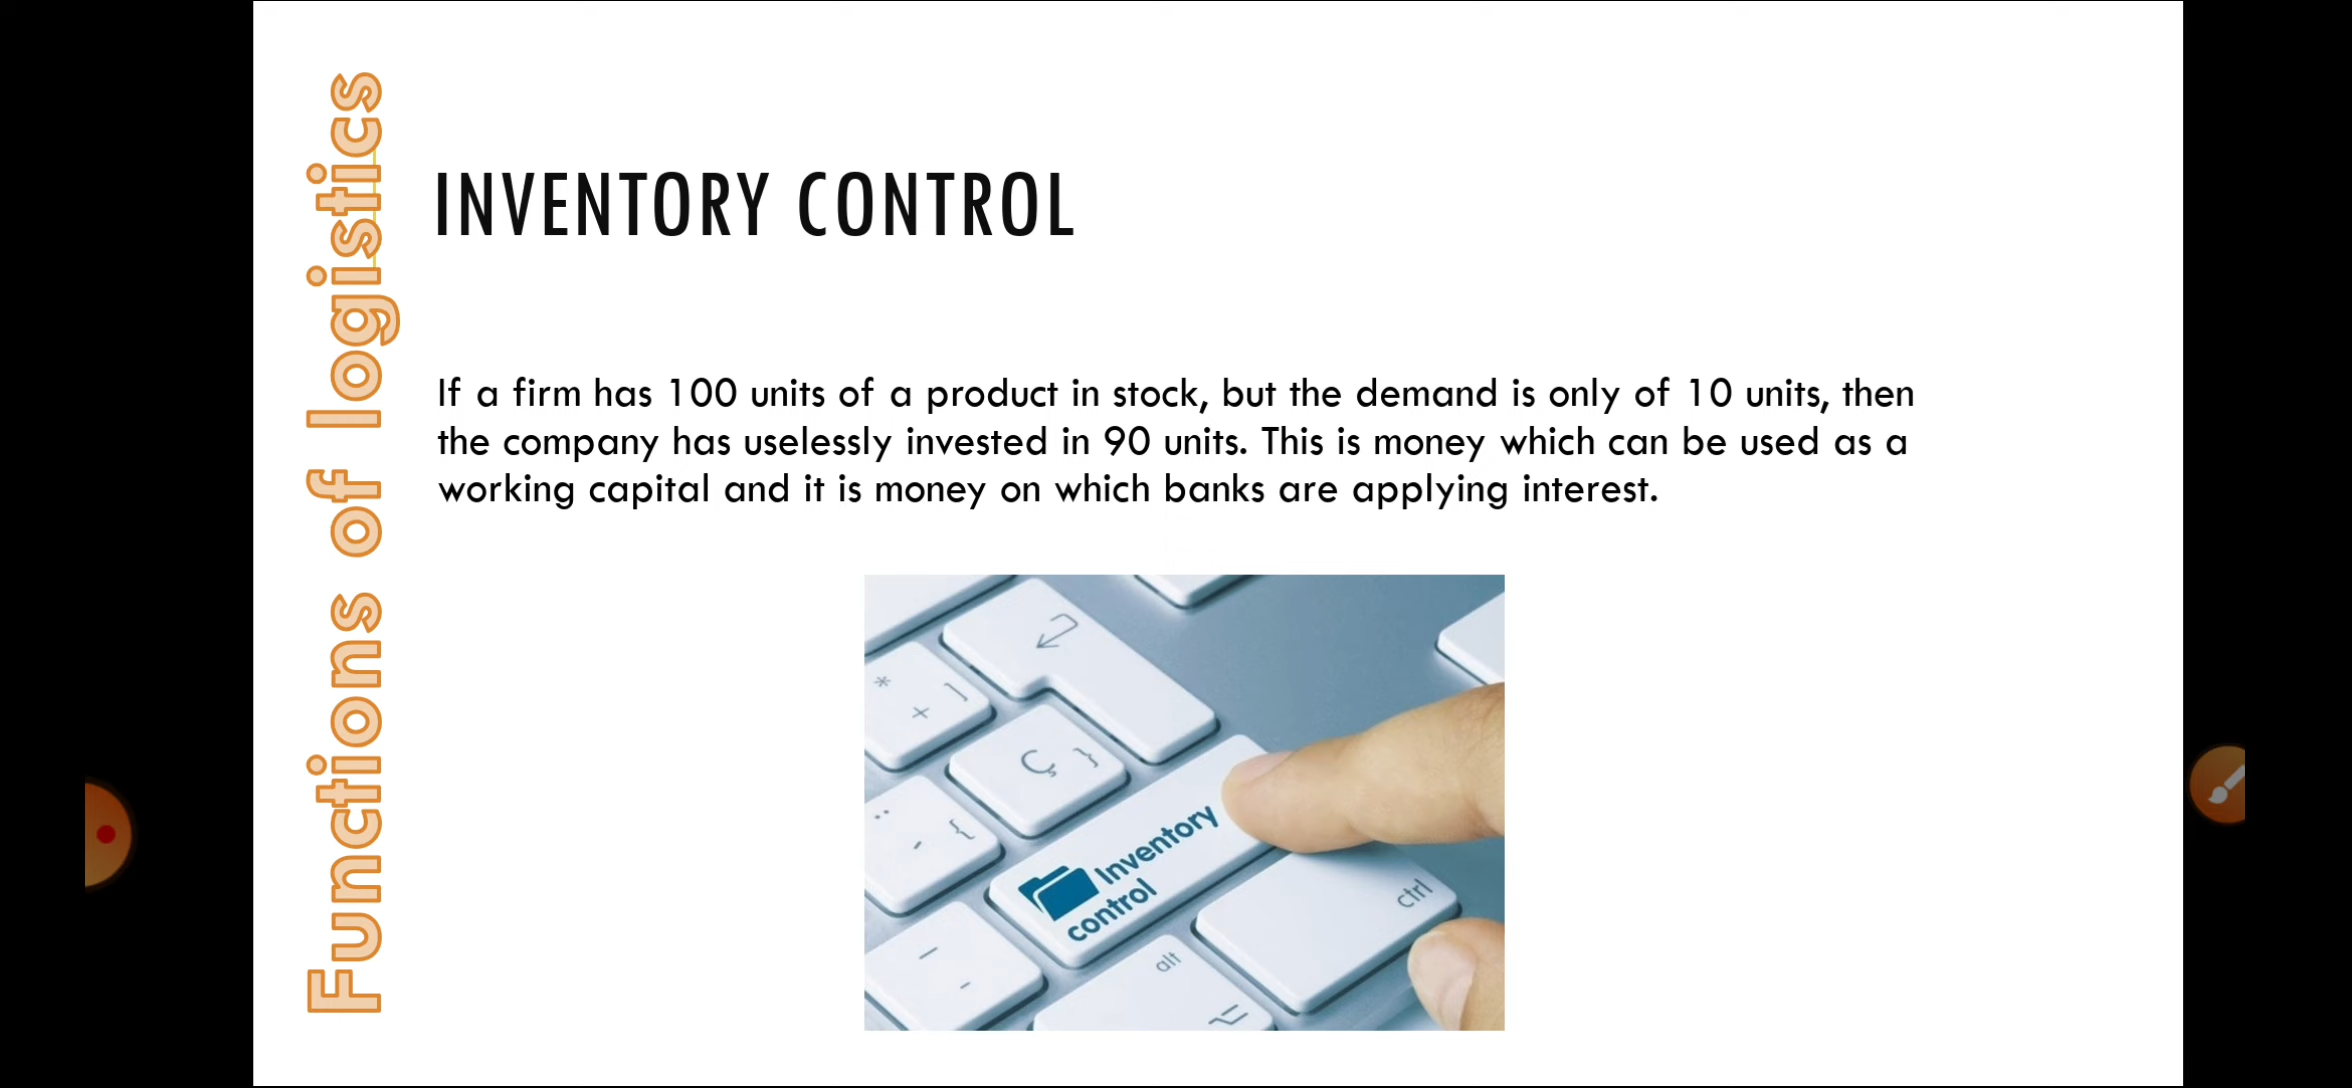 Functions of logistics
INVENTORY CONTROL
If a firm has 100 units of a product in stock, but the demand is only of 10 units, then
the company has uselessly invested in 90 units. This is money which can be used as a
working capital and it is money on which banks are applying interest.
* ]
+
Ç }
¨ {
´
Inventory
control
ctrl
alt
_
-